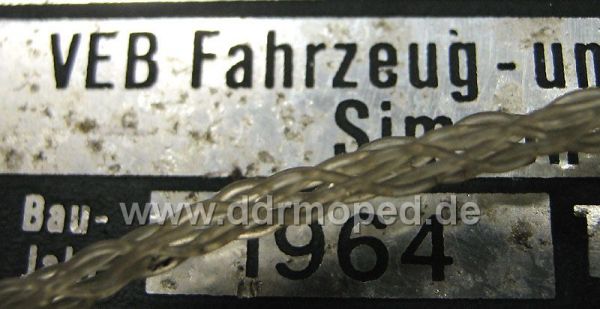 VEB Fahrzeug-un
Sim
Bau-
www.ddrmoped.de
1964